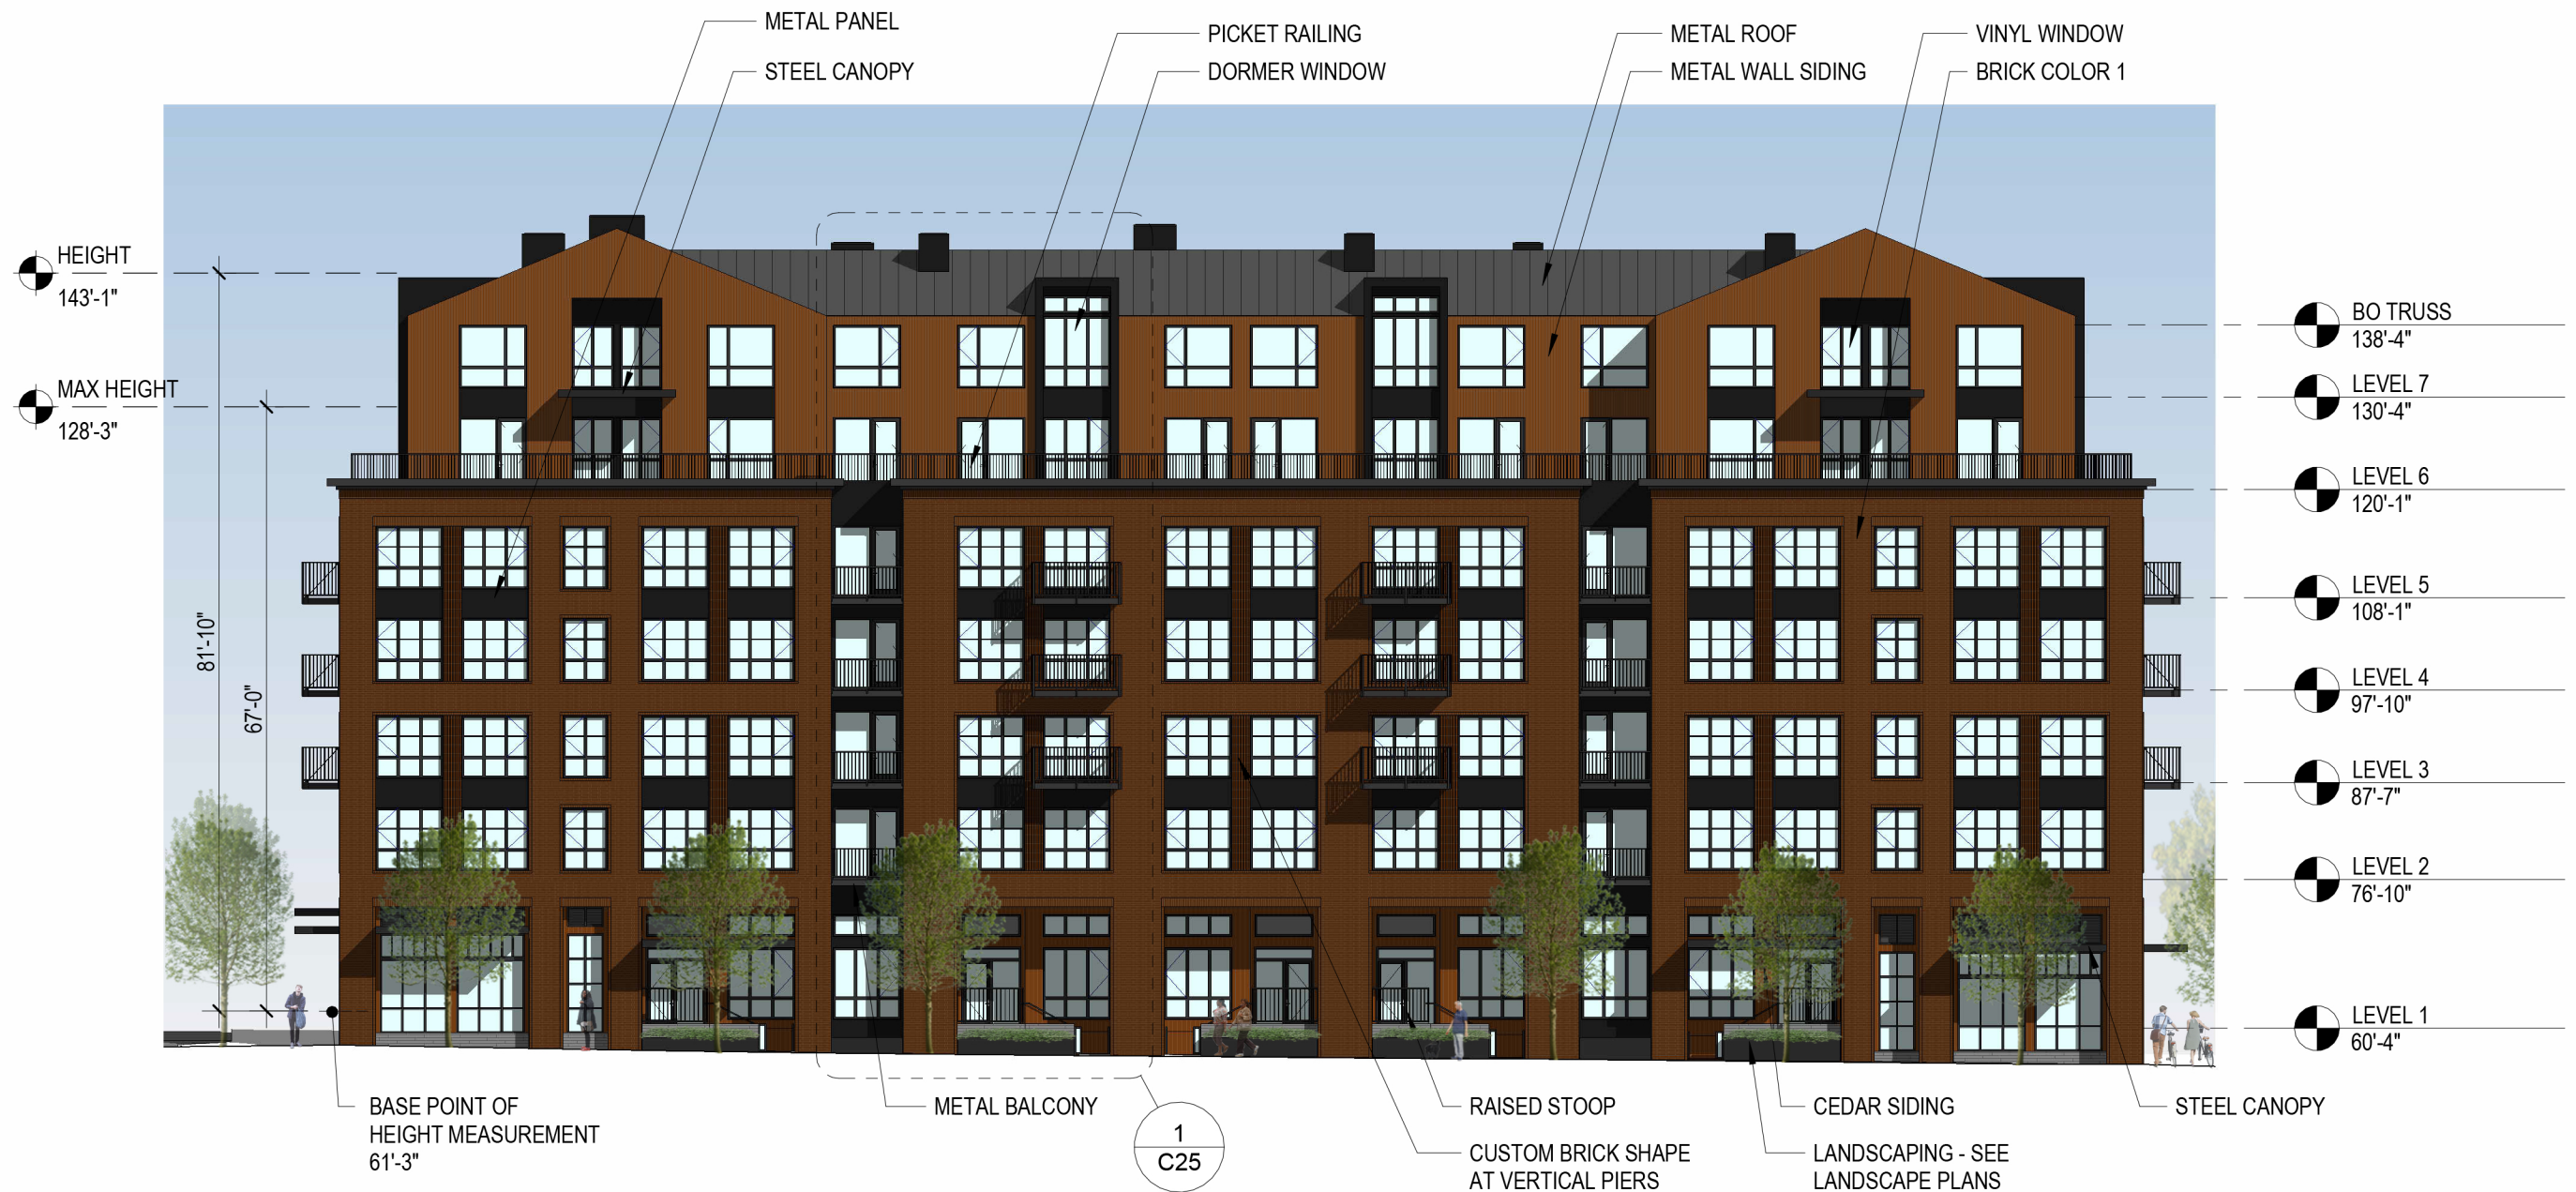 METAL PANEL
STEEL CANOPY
PICKET RAILING
DORMER WINDOW
METAL ROOF
METAL WALL SIDING
VINYL WINDOW
BRICK COLOR 1
HEIGHT
143'-1"
MAX HEIGHT
128'-3"
81'-10"
67'-0"
BO TRUSS
138'-4"
LEVEL 7
130'-4"
LEVEL 6
120'-1"
LEVEL 5
108'-1"
LEVEL 4
97'-10"
LEVEL 3
87'-7"
LEVEL 2
76'-10"
LEVEL 1
60'-4"
BASE POINT OF
HEIGHT MEASUREMENT
61'-3"
METAL BALCONY
1
C25
RAISED STOOP
CUSTOM BRICK SHAPE
AT VERTICAL PIERS
CEDAR SIDING
LANDSCAPING - SEE
LANDSCAPE PLANS
STEEL CANOPY